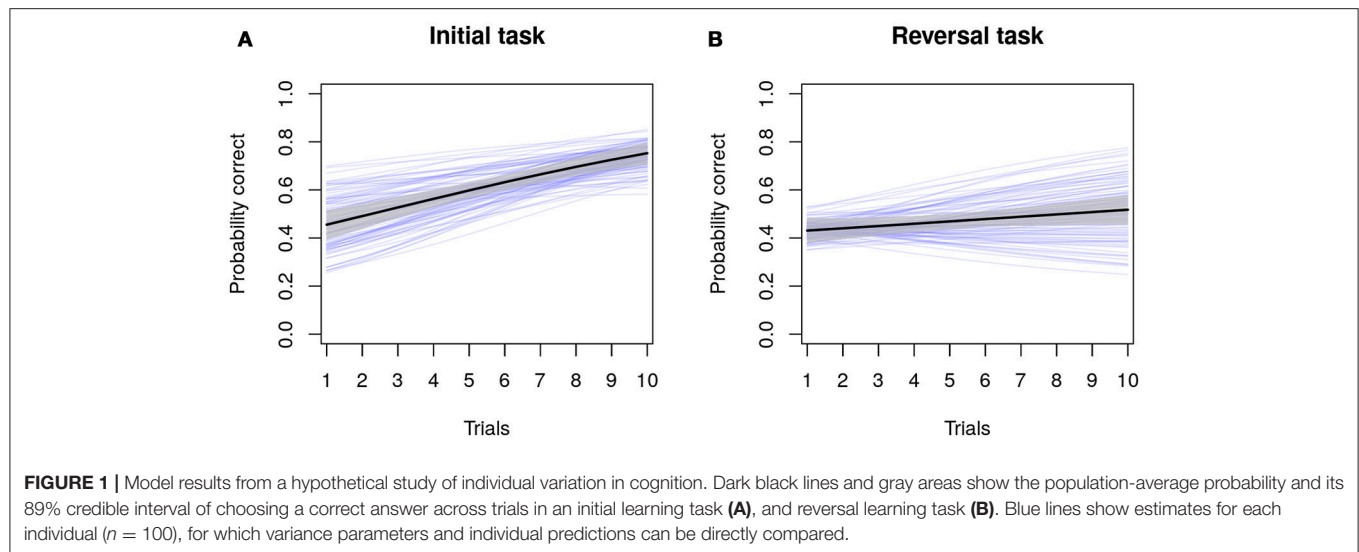 A
Initial task
Probability correct
1.0
0.8
0.6
0.4
0.2
0.0
1 2 3 4 5 6 7 8 9 10
Trials
B
Reversal task
Probability correct
1.0
0.8
0.6
0.4
0.2
0.0
1 2 3 4 5 6 7 8 9 10
Trials
FIGURE 1 | Model results from a hypothetical study of individual variation in cognition. Dark black lines and gray areas show the population-average probability and its
89% credible interval of choosing a correct answer across trials in an initial learning task (A), and reversal learning task (B). Blue lines show estimates for each
individual (n = 100), for which variance parameters and individual predictions can be directly compared.